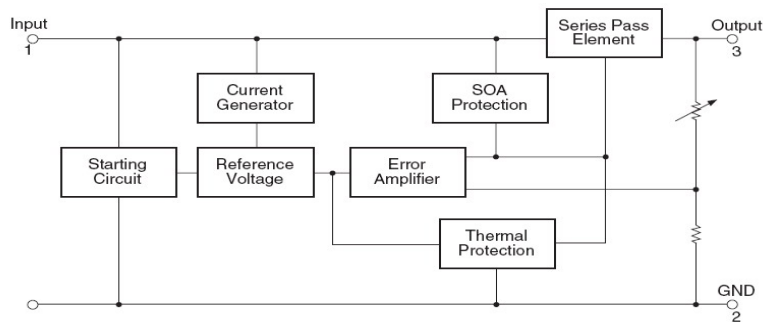 Input
1
Series Pass
Element
Output
3
Current
Generator
SOA
Protection
Starting
Circuit
Reference
Voltage
Error
Amplifier
Thermal
Protection
GND
2